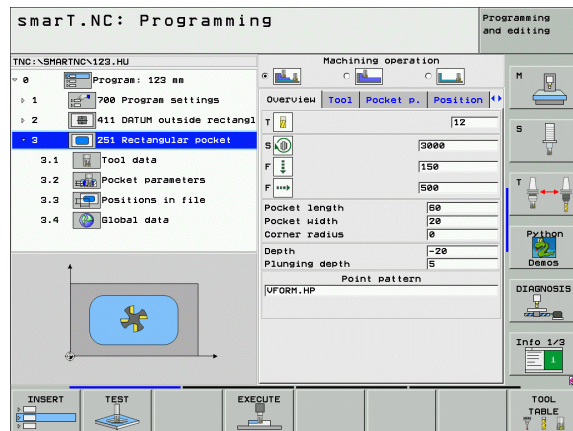 smarT.NC: Programming
Programming and editing
TNC:\SMARTNC\123.HU
0 Program: 123 mm
1 700 Program settings
2 411 DATUM outside rectangl
3 251 Rectangular pocket
3.1 Tool data
3.2 Pocket parameters
3.3 Positions in file
3.4 Global data
Machining operation
Overview Tool Pocket p. Position
T 12
S 3000
F 150
F 500
Pocket length 60
Pocket width 20
Corner radius 0
Depth -20
Plunging depth 5
Point pattern
VFORM.HP
M
S
T
Python
Demos
DIAGNOSIS
Info 1/3
INSERT
TEST
EXECUTE
TOOL
TABLE